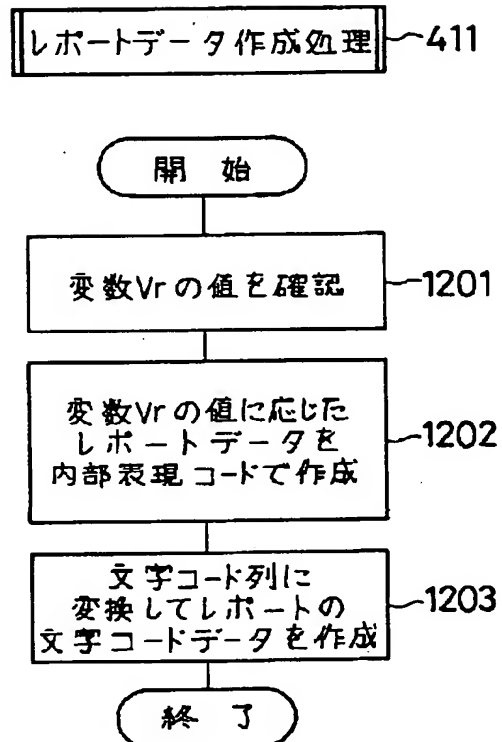 レポートデータ作成処理 411
開 始
変数Vrの値を確認 1201
変数Vrの値に応じた
レポートデータを 1202
内部表現コードで作成
文字コード列に
変換してレポートの 1203
文字コードデータを作成
終 了